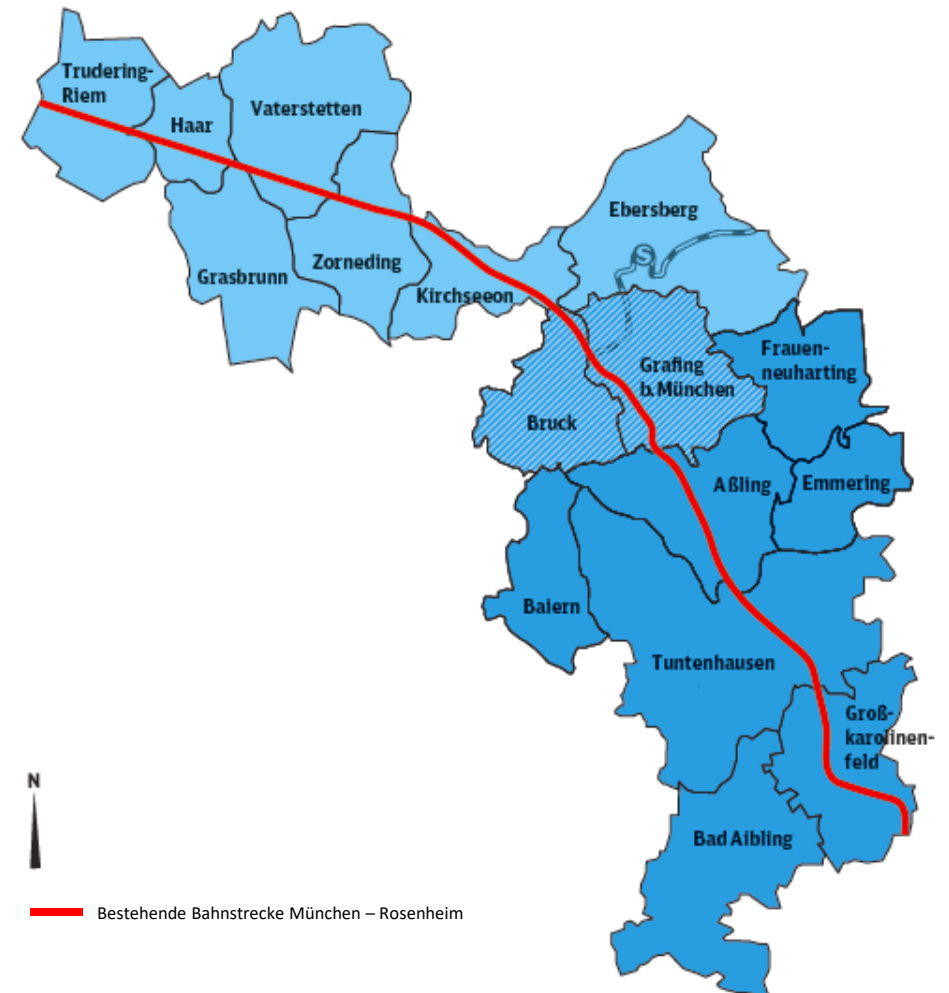 Trudering-
Riem
Haar
Vaterstetten
Ebersberg
S
Grasbrunn
Zorneding
Kirchseeon
Frauen-
neuharting
Grafing
b. München
Bruck
Aßling
Emmering
Baiern
Tuntenhausen
Groß-
karolinen-
feld
N
Bad Aibling
Bestehende Bahnstrecke München – Rosenheim